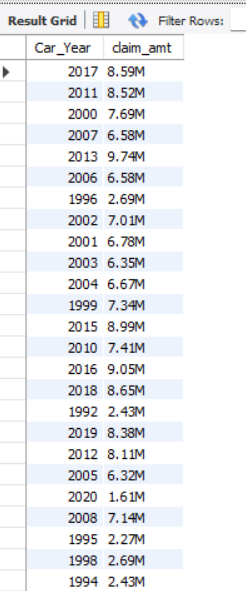 Result Grid Filter Rows:
Car_Year claim_amt
2017 8.59M
2011 8.52M
2000 7.69M
2007 6.58M
2013 9.74M
2006 6.58M
1996 2.69M
2002 7.01M
2001 6.78M
2003 6.35M
2004 6.67M
1999 7.34M
2015 8.99M
2010 7.41M
2016 9.05M
2018 8.65M
1992 2.43M
2019 8.38M
2012 8.11M
2005 6.32M
2020 1.61M
2008 7.14M
1995 2.27M
1998 2.69M
1994 2.43M